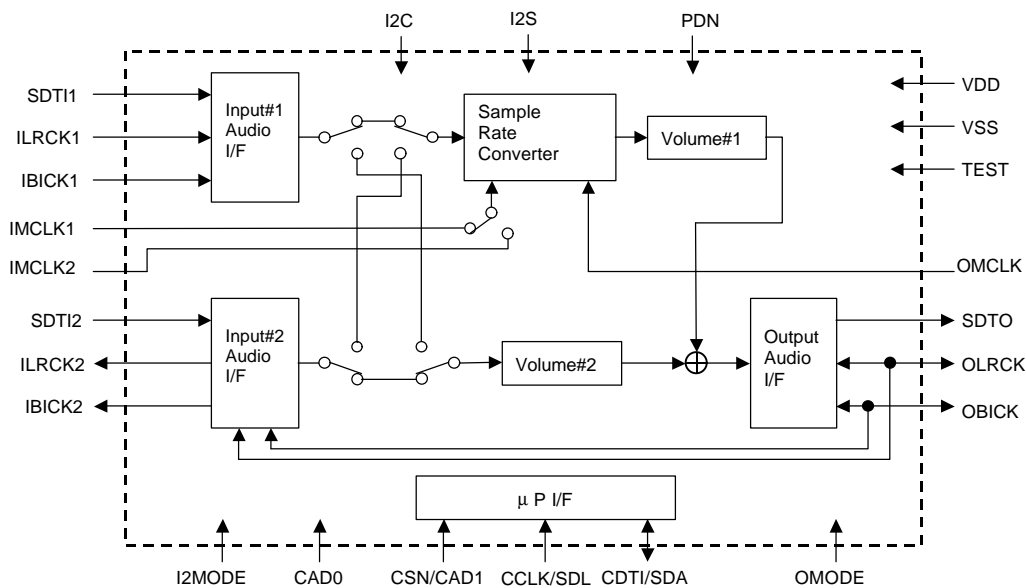 I2C
I2S
PDN
SDTI1
ILRCK1
IBICK1
IMCLK1
IMCLK2
SDTI2
ILRCK2
IBICK2
Input#1
Audio
I/F
Sample
Rate
Converter
Volume#1
VDD
VSS
TEST
OMCLK
SDTO
OLRCK
OBICK
Input#2
Audio
I/F
Volume#2
Output
Audio
I/F
μ P I/F
I2MODE
CAD0
CSN/CAD1
CCLK/SDL
CDTI/SDA
OMODE